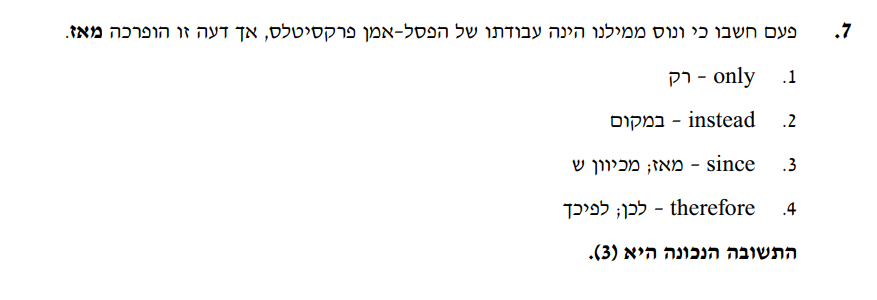 7. פעם חשבו כי ונוס ממילנו הינה עבודתו של הפסל-אמן פרקסיטלס, אך דעה זו הופרכה מאז.
1. only - רק
2. instead - במקום
3. since - מאז; מכיוון ש
4. therefore - לכן; לפיכך
התשובה הנכונה היא (3).